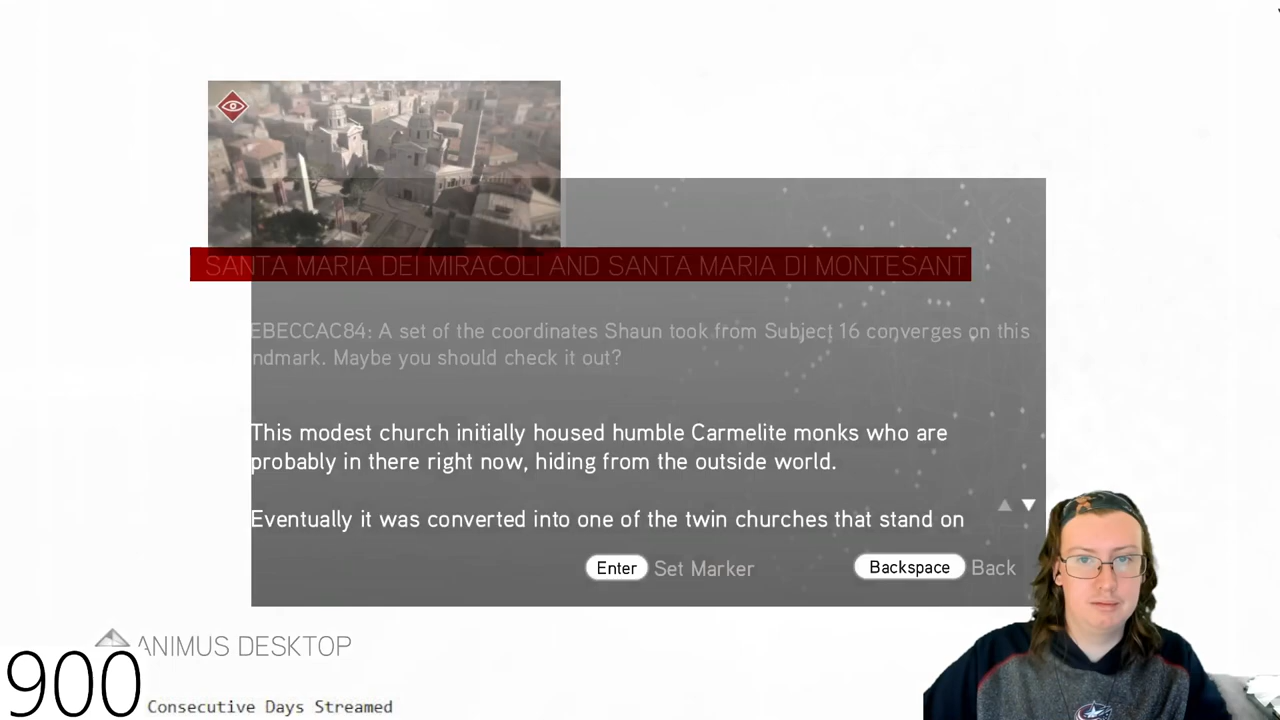 SANTA MARIA DEI MIRACOLI AND SANTA MARIA DI MONTESANT
EBECCAC84: A set of the coordinates Shaun took from Subject 16 converges on this
ndmark. Maybe you should check it out?
This modest church initially housed humble Carmelite monks who are
probably in there right now, hiding from the outside world.
Eventually it was converted into one of the twin churches that stand on
Enter Set Marker Backspace Back
ANIMUS DESKTOP
900 Consecutive Days Streamed